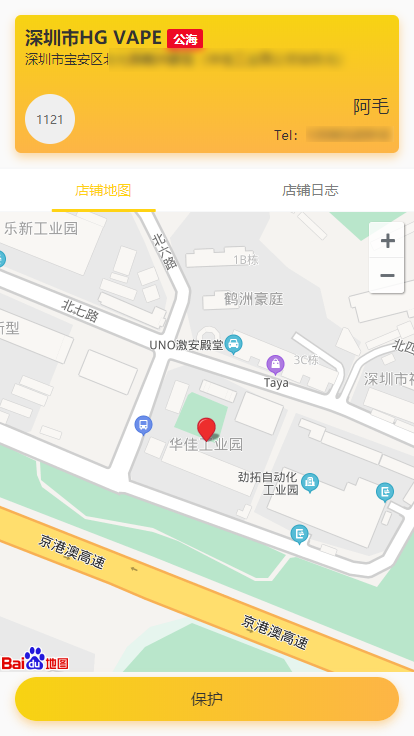 深圳市HG VAPE 公海
深圳市宝安区
1121
阿毛
Tel:
店铺地图
店铺日志
乐新工业园
北六路
1B栋
+
−
鹤洲豪庭
北七路
新型
UNO激安殿堂
3C栋
北四
Taya
深圳市福
华佳工业园
劲拓自动化
工业园
京港澳高速
京港澳高速
Bai du 地图
保护